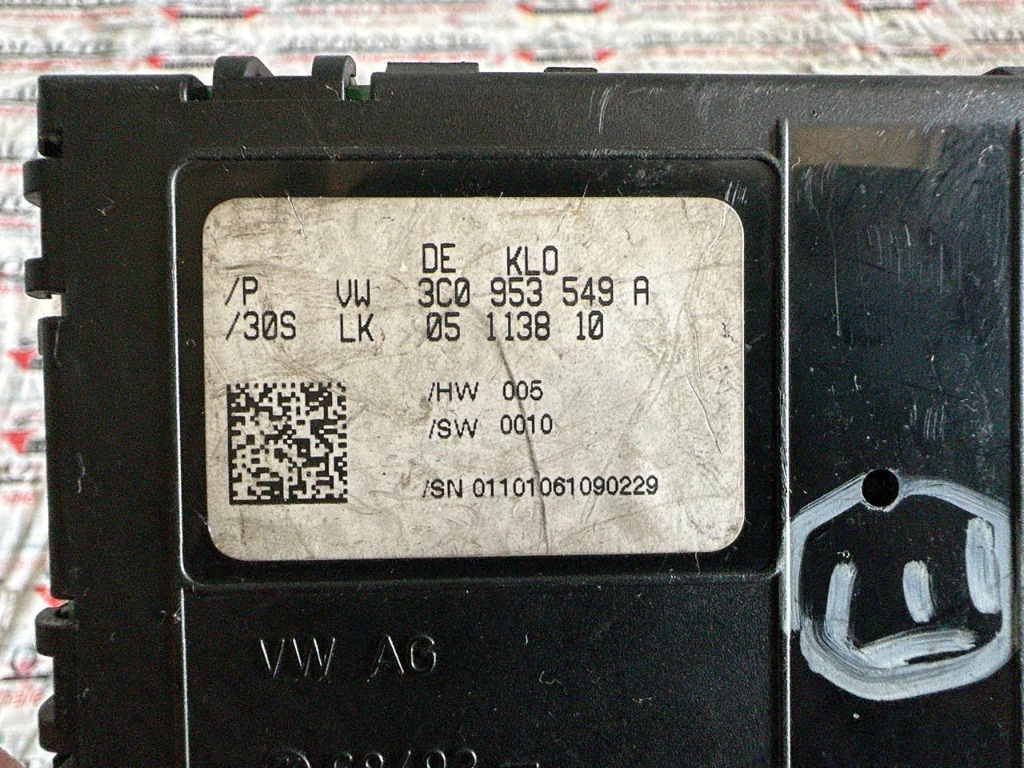 DE KLO
/P VW 3C0 953 549 A
/30S LK 05 1138 10
/HW 005
/SW 0010
/SN 01101061090229
VW AG